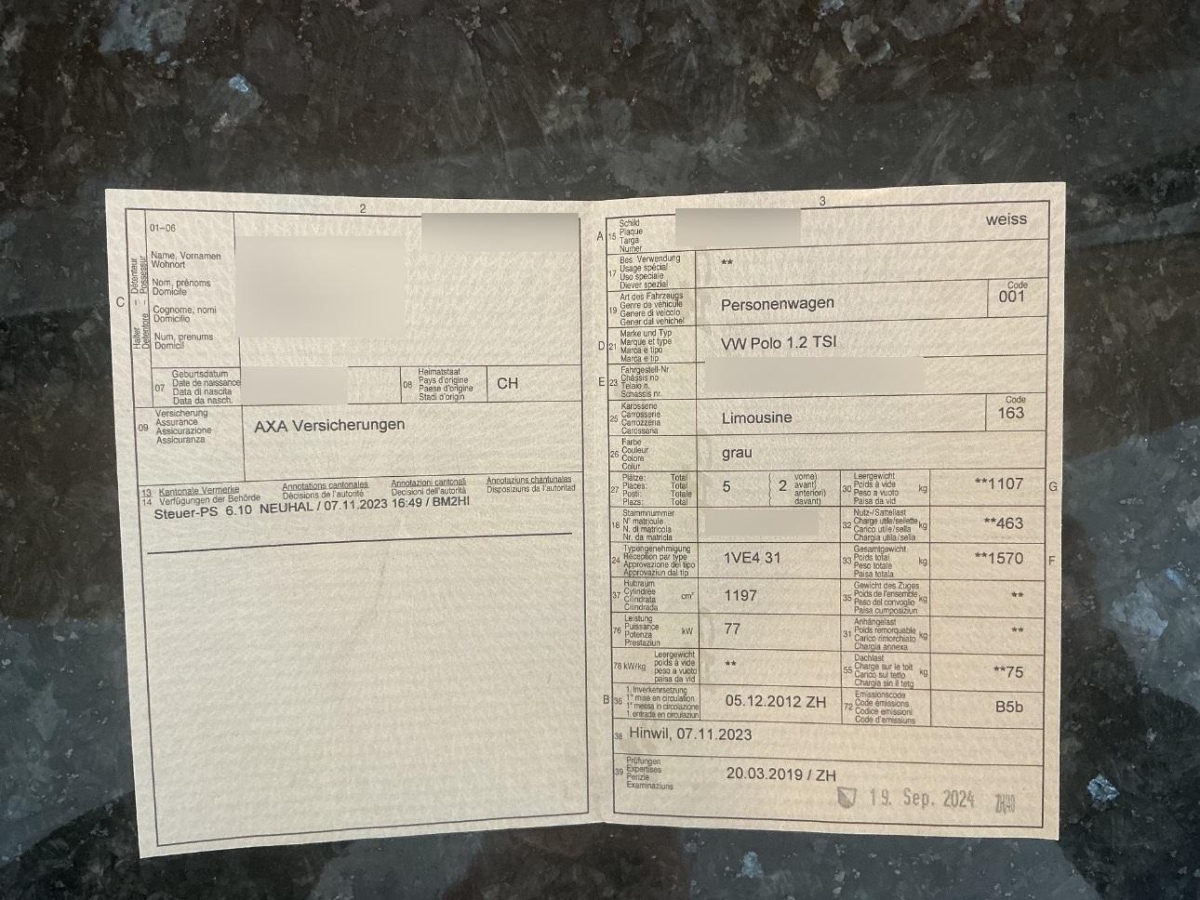 2
01–06
Halter - Détenteur
Detentore - Possessur
C
Name, Vornamen
Wohnort
Nom, prénoms
Domicile
Cognome, nomi
Domicilio
Num, prenums
Domicil
07
Geburtsdatum
Date de naissance
Data di nascita
Data da nasch.
08
Heimatstaat
Pays d'origine
Paese d'origine
Stadi d'origin
CH
09
Versicherung
Assurance
Assicurazione
Assicuranza
AXA Versicherungen
13 Kantonale Vermerke Annotations cantonales Annotazioni cantonali Annotaziuns chantunalas
14 Verfügungen der Behörde Décisions de l'autorité Decisioni dell'autorità Disposiziuns da l'autoritad
Steuer-PS 6.10 NEUHAL / 07.11.2023 16:49 / BM2HI
3
A 15
Schild
Plaque
Targa
Numer
weiss
17
Bes. Verwendung
Usage spécial
Uso speciale
Diever spezial
**
19
Art des Fahrzeugs
Genre de véhicule
Genere di veicolo
Gener dal vehichel
Personenwagen
Code
001
D 21
Marke und Typ
Marque et type
Marca e tipo
Marca e tip
VW Polo 1.2 TSI
E 23
Fahrgestell-Nr.
Châssis no
Telaio n.
Schassis nr.
25
Karosserie
Carrosserie
Carrozzeria
Carossaria
Limousine
Code
163
26
Farbe
Couleur
Colore
Colur
grau
27
Plätze: Total
Places: Total
Posti: Totale
Plazs: Total
5
2
vorne)
avant)
anteriori)
davant)
30
Leergewicht
Poids à vide
Peso a vuoto
Paisa da vid
kg
**1107
G
18
Stammnummer
N° matricule
N. di matricola
Nr. da matricla
32
Nutz-/Sattellast
Charge utile/sellette
Carico utile/sella
Chargia utila/sella
kg
**463
24
Typengenehmigung
Réception par type
Approvazione del tipo
Approvaziun dal tip
1VE4 31
33
Gesamtgewicht
Poids total
Peso totale
Paisa totala
kg
**1570
F
37
Hubraum
Cylindrée
Cilindrata
Cilindrada
cm³
1197
35
Gewicht des Zuges
Poids de l'ensemble
Peso del convoglio
Paisa cumposiziun
kg
**
76
Leistung
Puissance
Potenza
Prestaziun
kW
77
31
Anhängelast
Poids remorquable
Carico rimorchiato
Chargia annexa
kg
**
78 kW/kg
Leergewicht
poids à vide
peso a vuoto
paisa da vid
**
55
Dachlast
Charge sur le toit
Carico sul tetto
Chargia sin il tetg
kg
**75
B 36
1. Inverkehrsetzung
1re mise en circulation
1a messa in circolazione
1. entrada en circulaziun
05.12.2012 ZH
72
Emissionscode
Code émissions
Codice emissioni
Code d'emissiuns
B5b
38 Hinwil, 07.11.2023
39
Prüfungen
Expertises
Perizie
Examinaziuns
20.03.2019 / ZH
19. Sep. 2024